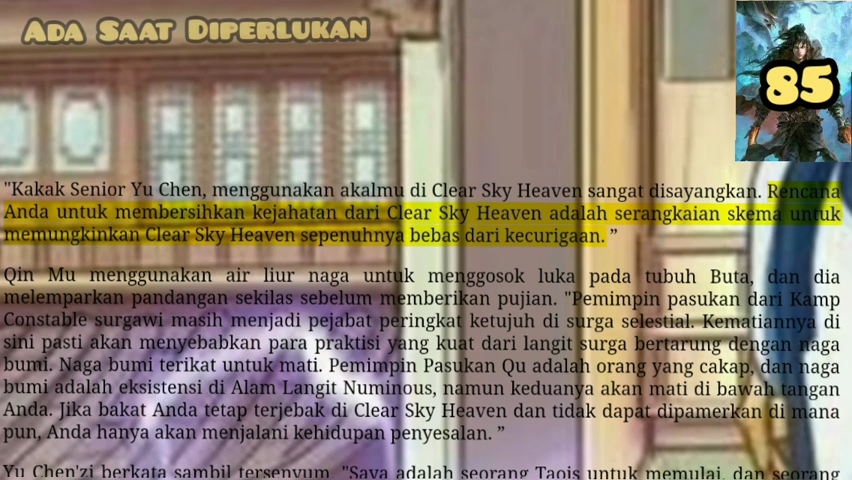 Ada Saat Diperlukan
85
"Kakak Senior Yu Chen, menggunakan akalmu di Clear Sky Heaven sangat disayangkan. Rencana
Anda untuk membersihkan kejahatan dari Clear Sky Heaven adalah serangkaian skema untuk
memungkinkan Clear Sky Heaven sepenuhnya bebas dari kecurigaan. ”
Qin Mu menggunakan air liur naga untuk menggosok luka pada tubuh Buta, dan dia
melemparkan pandangan sekilas sebelum memberikan pujian. "Pemimpin pasukan dari Kamp
Constable surgawi masih menjadi pejabat peringkat ketujuh di surga selestial. Kematiannya di
sini pasti akan menyebabkan para praktisi yang kuat dari langit surga bertarung dengan naga
bumi. Naga bumi terikat untuk mati. Pemimpin Pasukan Qu adalah orang yang cakap, dan naga
bumi adalah eksistensi di Alam Langit Numinous, namun keduanya akan mati di bawah tangan
Anda. Jika bakat Anda tetap terjebak di Clear Sky Heaven dan tidak dapat dipamerkan di mana
pun, Anda hanya akan menjalani kehidupan penyesalan. ”
Yu Chen'zi berkata sambil tersenyum, "Saya adalah seorang Taois untuk memulai, dan seorang